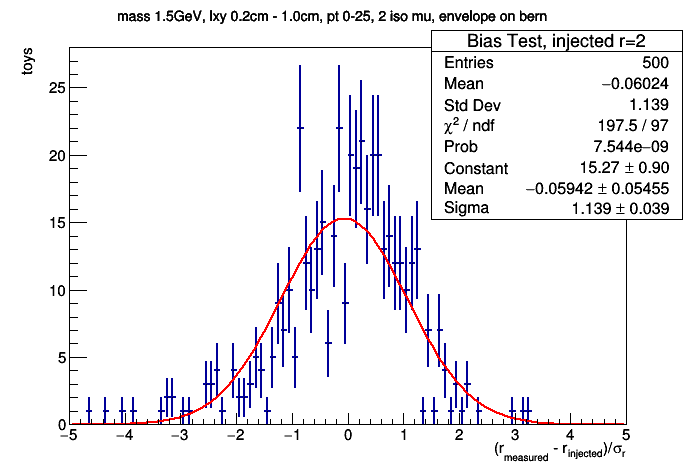 mass 1.5GeV, lxy 0.2cm - 1.0cm, pt 0-25, 2 iso mu, envelope on bern
Bias Test, injected r=2
Entries 500
Mean −0.06024
Std Dev 1.139
χ² / ndf 197.5 / 97
Prob 7.544e−09
Constant 15.27 ± 0.90
Mean −0.05942 ± 0.05455
Sigma 1.139 ± 0.039
toys
25
20
15
10
5
0
−5 −4 −3 −2 −1 0 1 2 3 4 5
(r_measured - r_injected)/σ_r